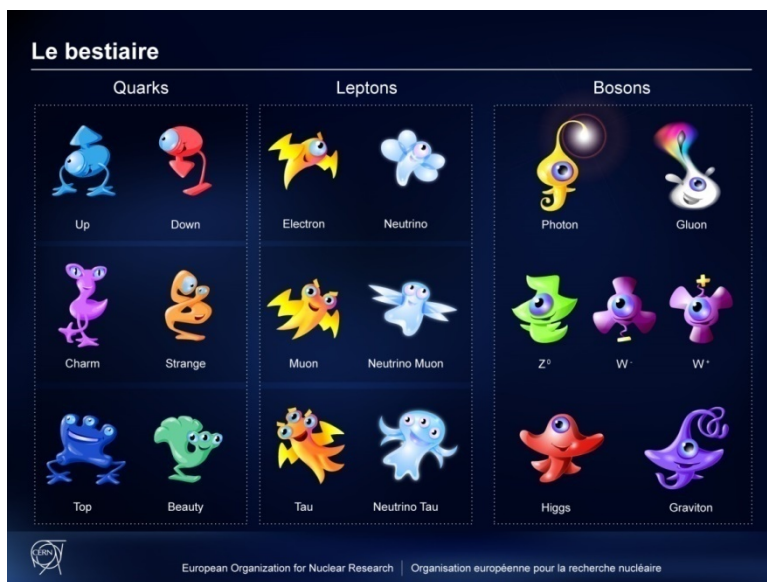 Le bestiaire
Quarks Leptons Bosons
Up Down Electron Neutrino Photon Gluon
Charm Strange Muon Neutrino Muon Z⁰ W⁻ W⁺
Top Beauty Tau Neutrino Tau Higgs Graviton
CERN
European Organization for Nuclear Research | Organisation européenne pour la recherche nucléaire